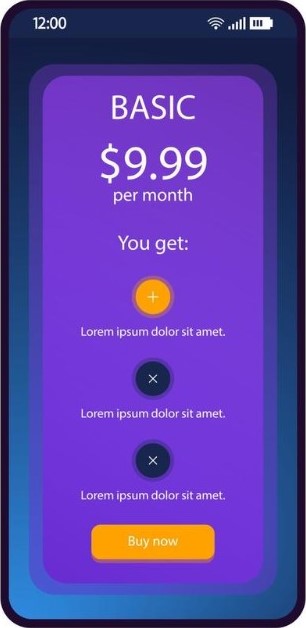 12:00
BASIC
$9.99
per month
You get:
Lorem ipsum dolor sit amet.
Lorem ipsum dolor sit amet.
Lorem ipsum dolor sit amet.
Buy now